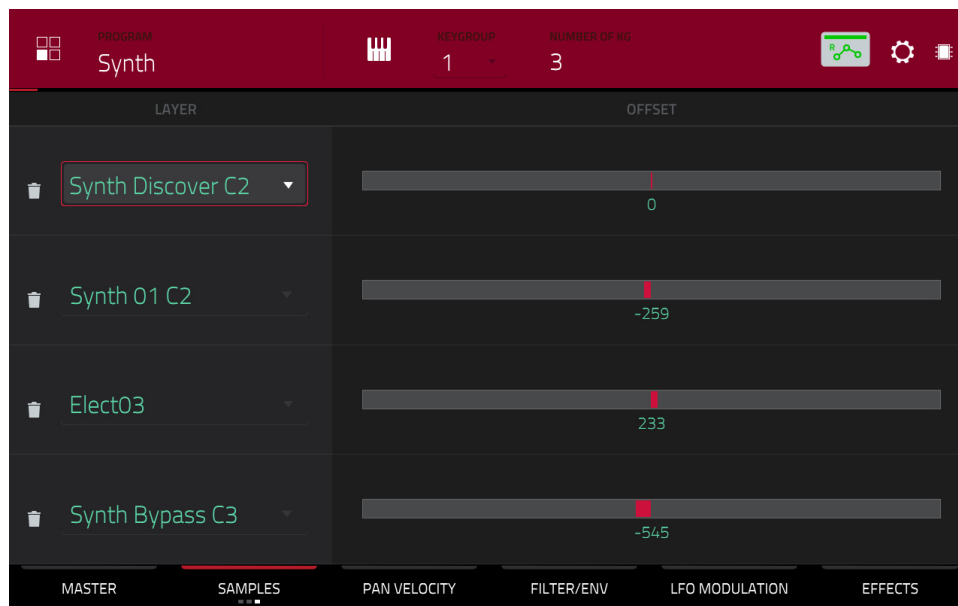 PROGRAM
Synth
KEYGROUP
1
NUMBER OF KG
3
R
LAYER
OFFSET
Synth Discover C2
0
Synth 01 C2
-259
Elect03
233
Synth Bypass C3
-545
MASTER
SAMPLES
PAN VELOCITY
FILTER/ENV
LFO MODULATION
EFFECTS